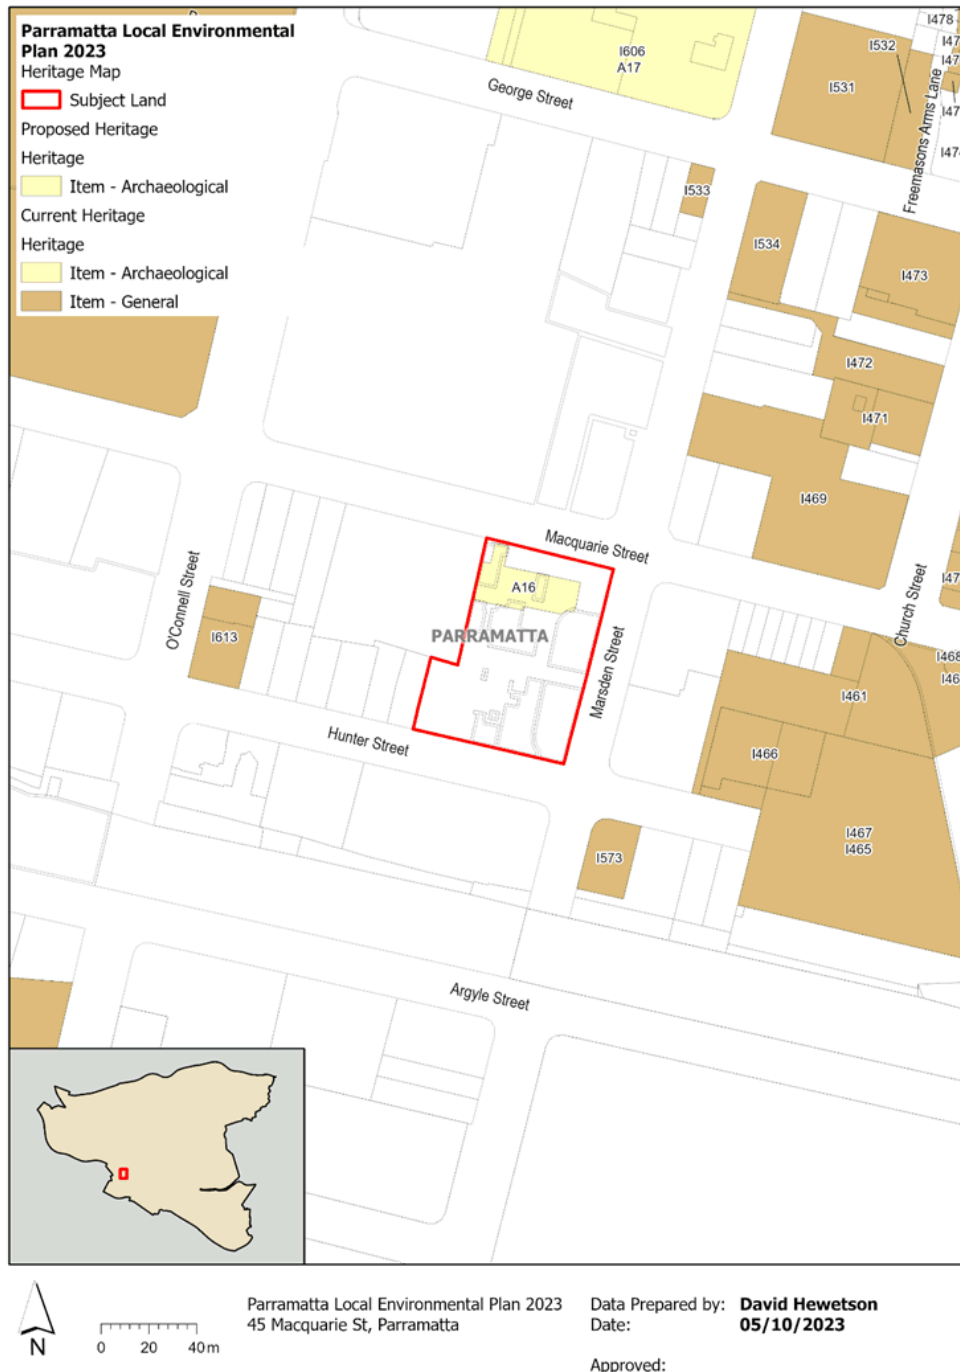 Parramatta Local Environmental
Plan 2023
Heritage Map
Subject Land
Proposed Heritage
Heritage
Item - Archaeological
Current Heritage
Heritage
Item - Archaeological
Item - General
I606
A17
George Street
I531
I532
I478
Freemasons Arms Lane
I533
I534
I473
I472
I471
I469
Macquarie Street
A16
O'Connell Street
I613
PARRAMATTA
Marsden Street
Church Street
I468
I461
I466
Hunter Street
I467
I465
I573
Argyle Street
N
0 20 40 m
Parramatta Local Environmental Plan 2023
45 Macquarie St, Parramatta
Data Prepared by: David Hewetson
Date: 05/10/2023
Approved: